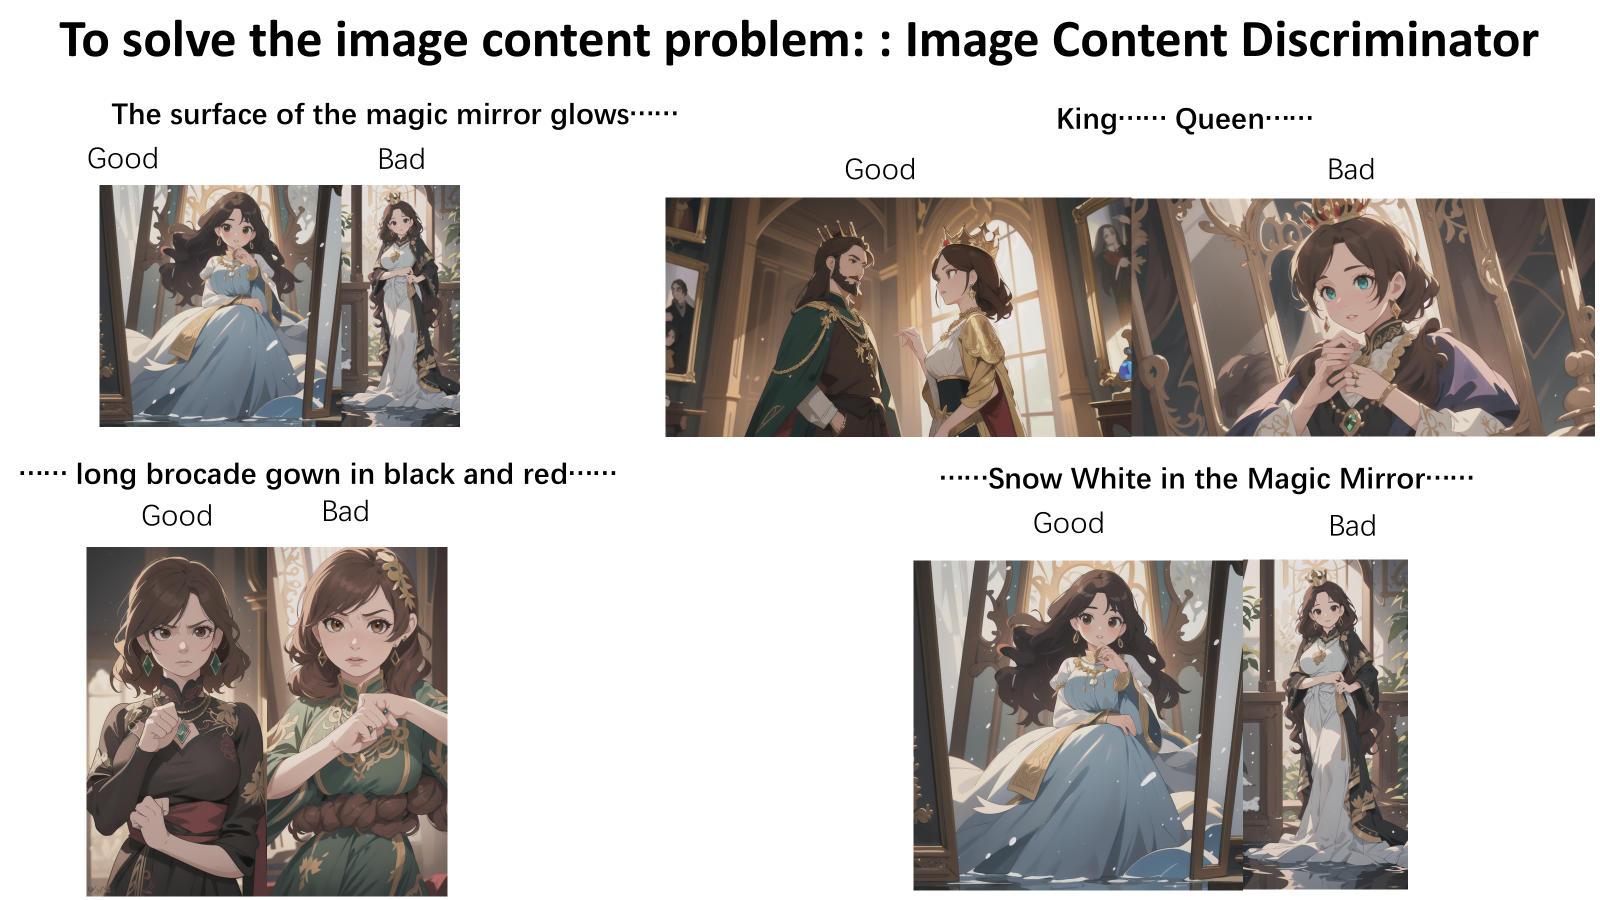 To solve the image content problem: : Image Content Discriminator
The surface of the magic mirror glows······
Good
Bad
King······ Queen······
Good
Bad
······ long brocade gown in black and red······
Good
Bad
······Snow White in the Magic Mirror······
Good
Bad